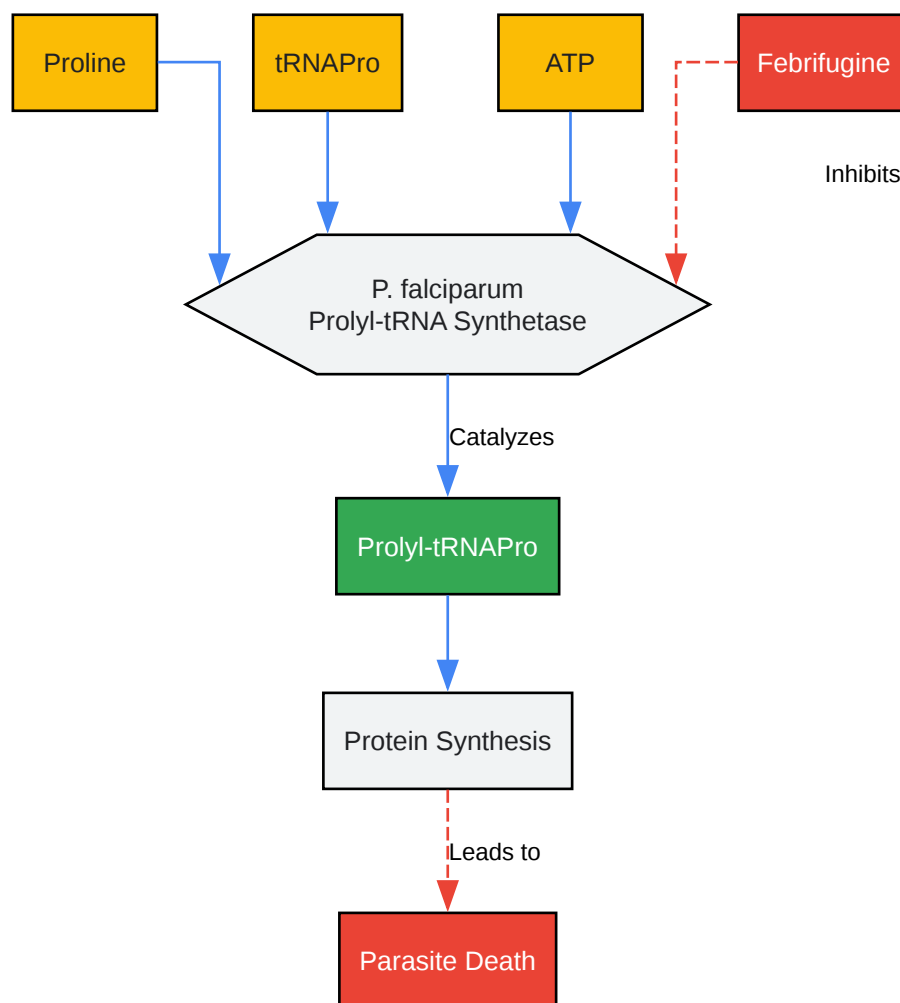 Proline
tRNAPro
ATP
Febrifugine
Inhibits
P. falciparum
Prolyl-tRNA Synthetase
Catalyzes
Prolyl-tRNAPro
Protein Synthesis
Leads to
Parasite Death